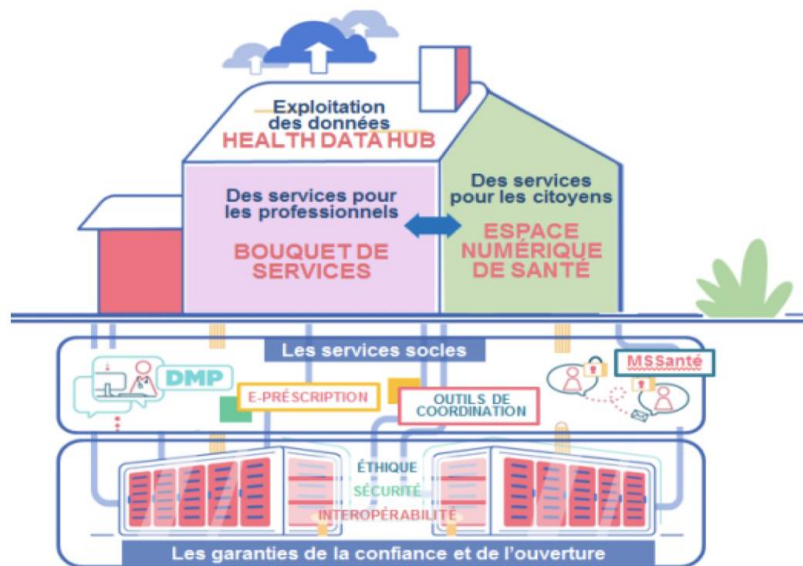 Exploitation
des données
HEALTH DATA HUB
Des services pour
les professionnels
BOUQUET DE
SERVICES
Des services
pour les citoyens
ESPACE
NUMÉRIQUE
DE SANTÉ
Les services socles
DMP
E-PRÉSCRIPTION
OUTILS DE
COORDINATION
MSSanté
ÉTHIQUE
SÉCURITÉ
INTEROPÉRABILITÉ
Les garanties de la confiance et de l'ouverture